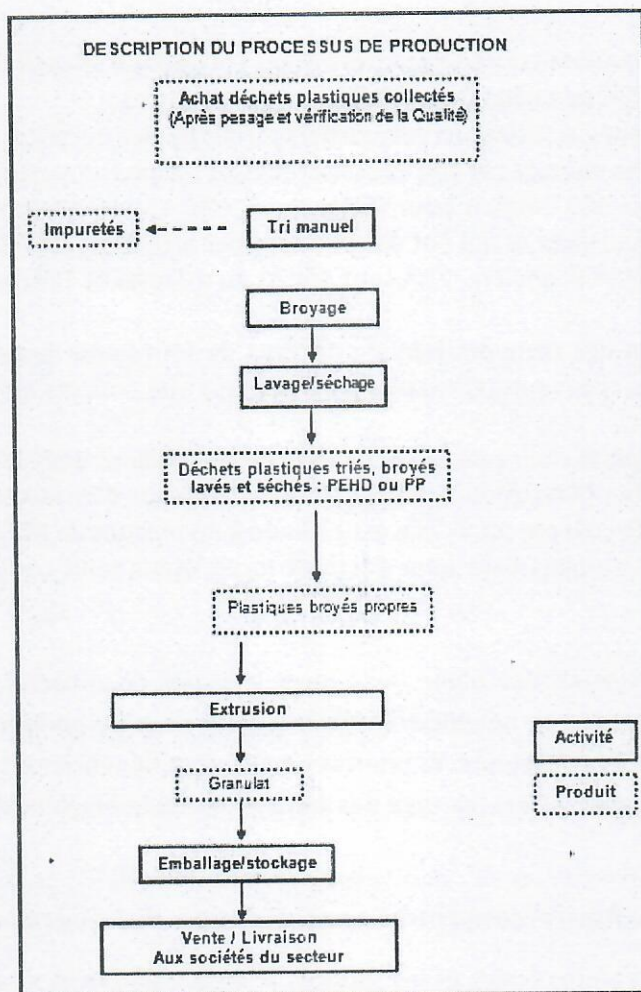 DESCRIPTION DU PROCESSUS DE PRODUCTION
Achat déchets plastiques collectés
(Après pesage et vérification de la Qualité)
Impuretés
Tri manuel
Broyage
Lavage/séchage
Déchets plastiques triés, broyés
lavés et séchés : PEHD ou PP
Plastiques broyés propres
Extrusion
Granulat
Emballage/stockage
Vente / Livraison
Aux sociétés du secteur
Activité
Produit